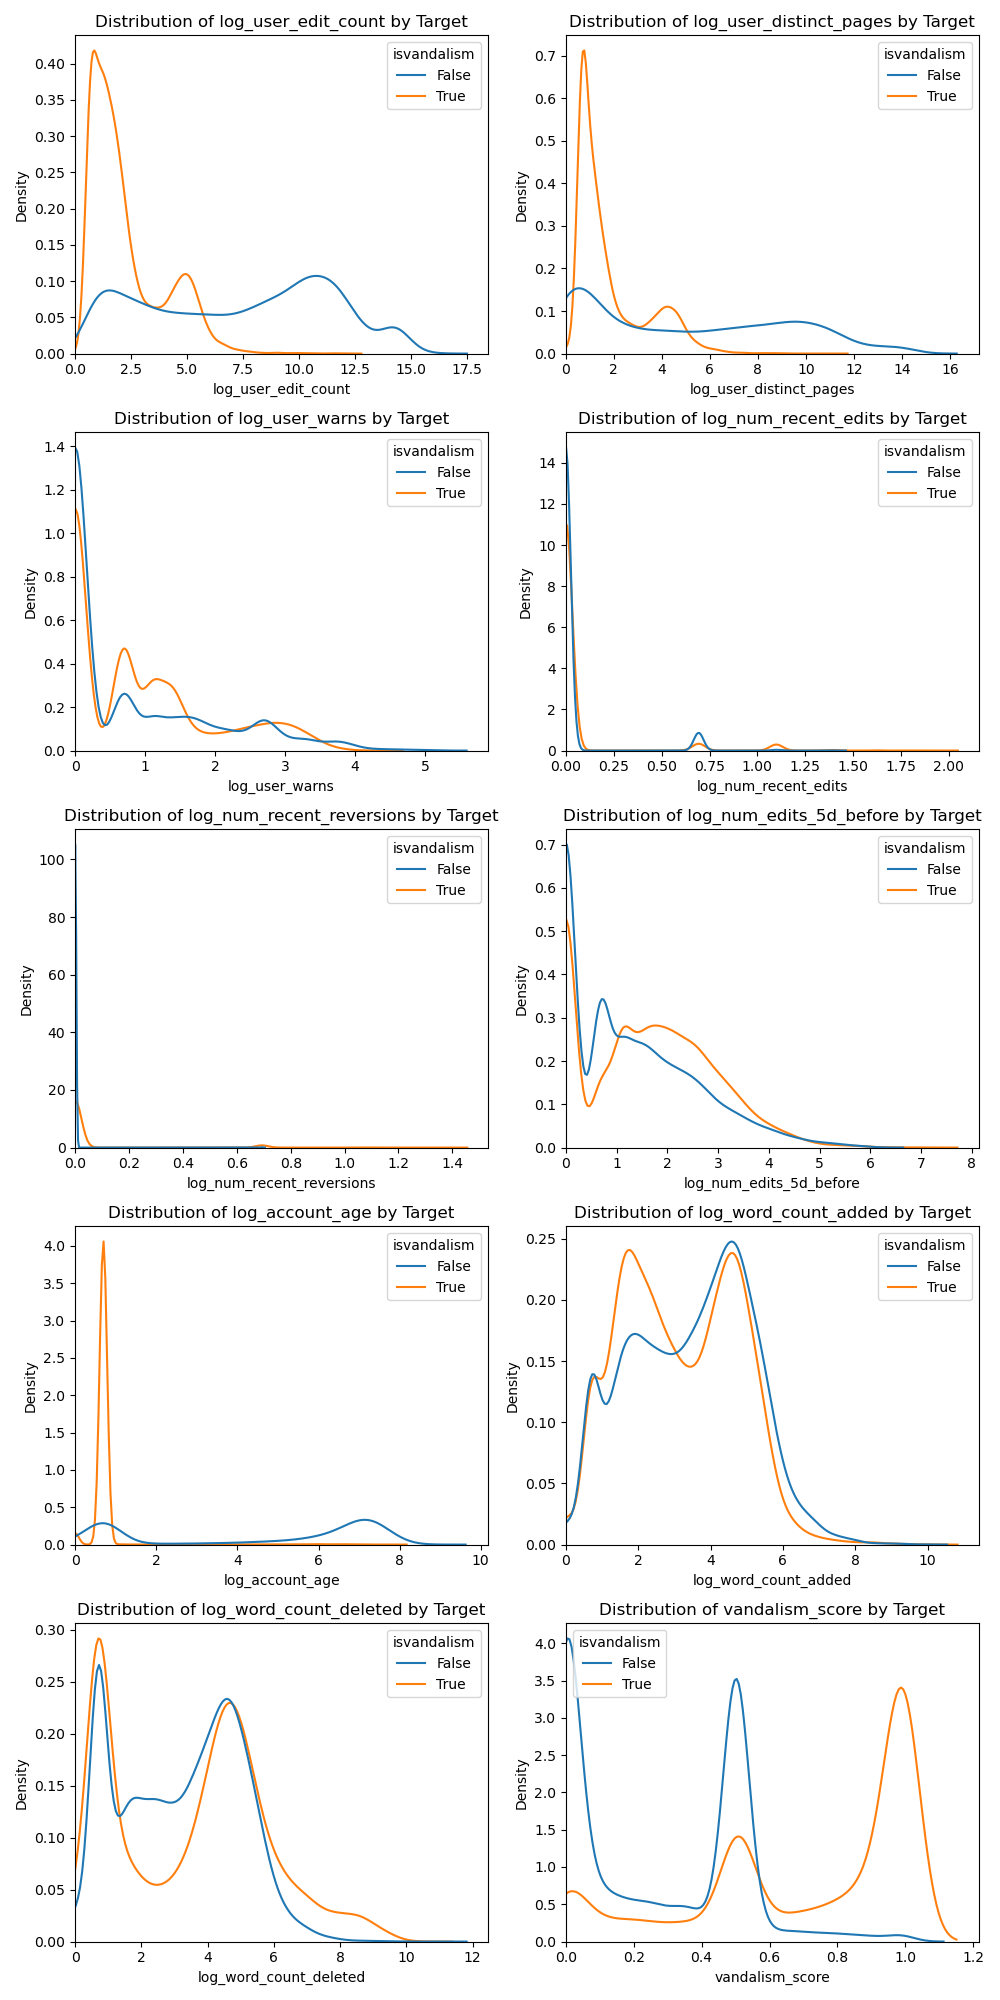 Distribution of log_user_edit_count by Target
isvandalism
False
True
Density
0.40
0.35
0.30
0.25
0.20
0.15
0.10
0.05
0.00
0.0 2.5 5.0 7.5 10.0 12.5 15.0 17.5
log_user_edit_count
Distribution of log_user_distinct_pages by Target
isvandalism
False
True
Density
0.7
0.6
0.5
0.4
0.3
0.2
0.1
0.0
0 2 4 6 8 10 12 14 16
log_user_distinct_pages
Distribution of log_user_warns by Target
isvandalism
False
True
Density
1.4
1.2
1.0
0.8
0.6
0.4
0.2
0.0
0 1 2 3 4 5
log_user_warns
Distribution of log_num_recent_edits by Target
isvandalism
False
True
Density
14
12
10
8
6
4
2
0
0.00 0.25 0.50 0.75 1.00 1.25 1.50 1.75 2.00
log_num_recent_edits
Distribution of log_num_recent_reversions by Target
isvandalism
False
True
Density
100
80
60
40
20
0
0.0 0.2 0.4 0.6 0.8 1.0 1.2 1.4
log_num_recent_reversions
Distribution of log_num_edits_5d_before by Target
isvandalism
False
True
Density
0.7
0.6
0.5
0.4
0.3
0.2
0.1
0.0
0 1 2 3 4 5 6 7 8
log_num_edits_5d_before
Distribution of log_account_age by Target
isvandalism
False
True
Density
4.0
3.5
3.0
2.5
2.0
1.5
1.0
0.5
0.0
0 2 4 6 8 10
log_account_age
Distribution of log_word_count_added by Target
isvandalism
False
True
Density
0.25
0.20
0.15
0.10
0.05
0.00
0 2 4 6 8 10
log_word_count_added
Distribution of log_word_count_deleted by Target
isvandalism
False
True
Density
0.30
0.25
0.20
0.15
0.10
0.05
0.00
0 2 4 6 8 10 12
log_word_count_deleted
Distribution of vandalism_score by Target
isvandalism
False
True
Density
4.0
3.5
3.0
2.5
2.0
1.5
1.0
0.5
0.0
0.0 0.2 0.4 0.6 0.8 1.0 1.2
vandalism_score